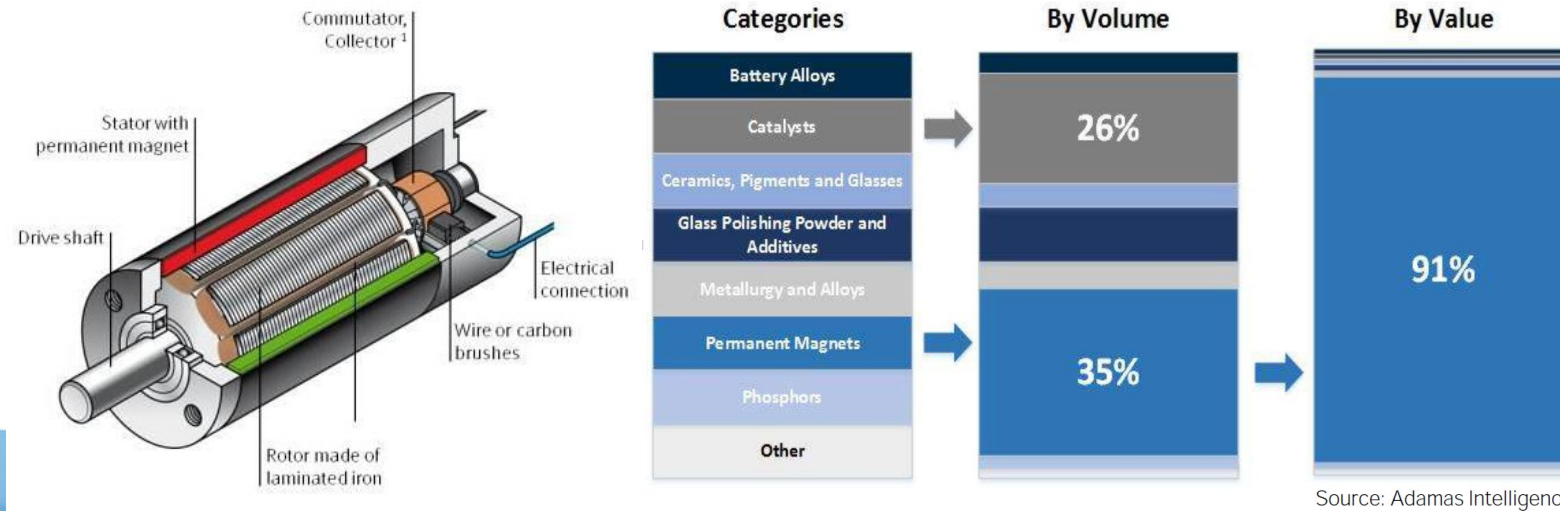 Commutator,
Collector 1
Stator with
permanent magnet
Drive shaft
Electrical
connection
Wire or carbon
brushes
Rotor made of
laminated iron
Categories
Battery Alloys
Catalysts
Ceramics, Pigments and Glasses
Glass Polishing Powder and
Additives
Metallurgy and Alloys
Permanent Magnets
Phosphors
Other
By Volume
26%
35%
By Value
91%
Source: Adamas Intelligenc